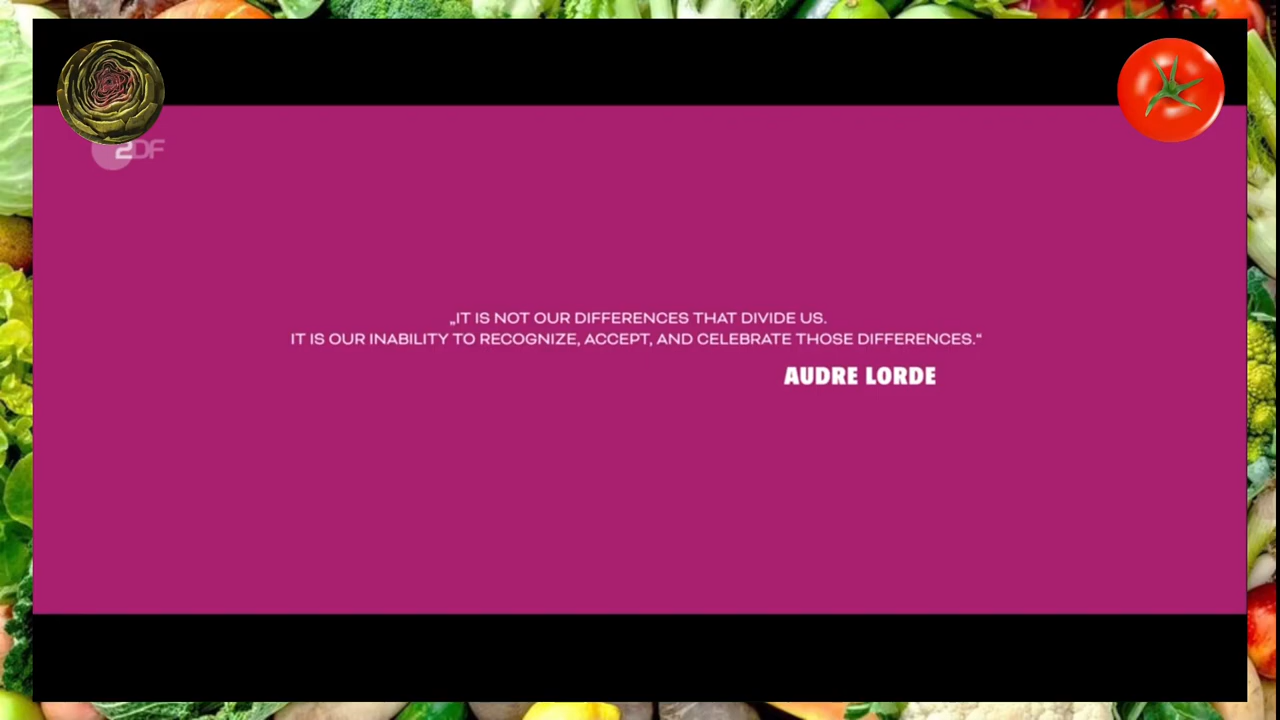 ZDF
„IT IS NOT OUR DIFFERENCES THAT DIVIDE US.
IT IS OUR INABILITY TO RECOGNIZE, ACCEPT, AND CELEBRATE THOSE DIFFERENCES.“
AUDRE LORDE